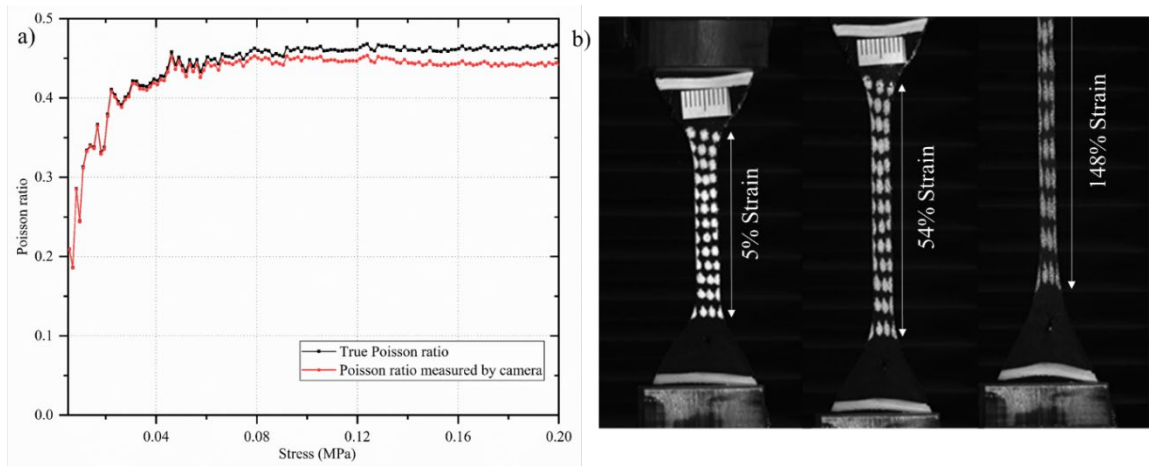 a)
0.5
0.4
0.3
0.2
0.1
0.0
Poisson ratio
True Poisson ratio
Poisson ratio measured by camera
0.04
0.08
0.12
0.16
0.20
Stress (MPa)
b)
5% Strain
54% Strain
148% Strain